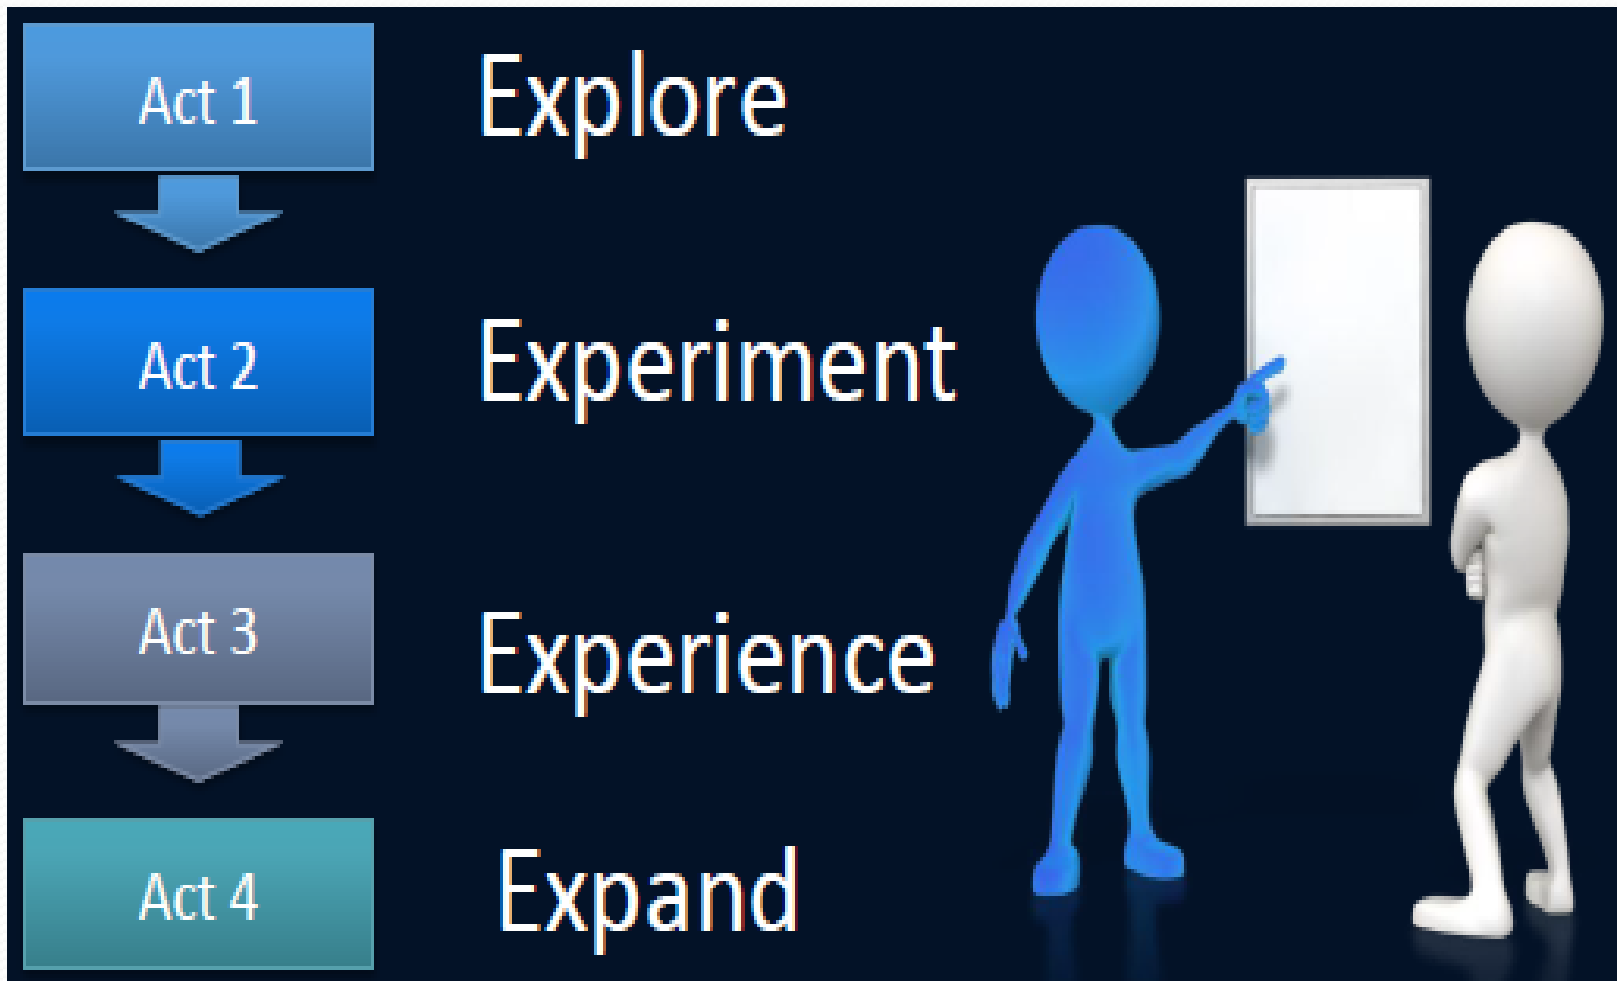 Act 1
Explore
Act 2
Experiment
Act 3
Experience
Act 4
Expand